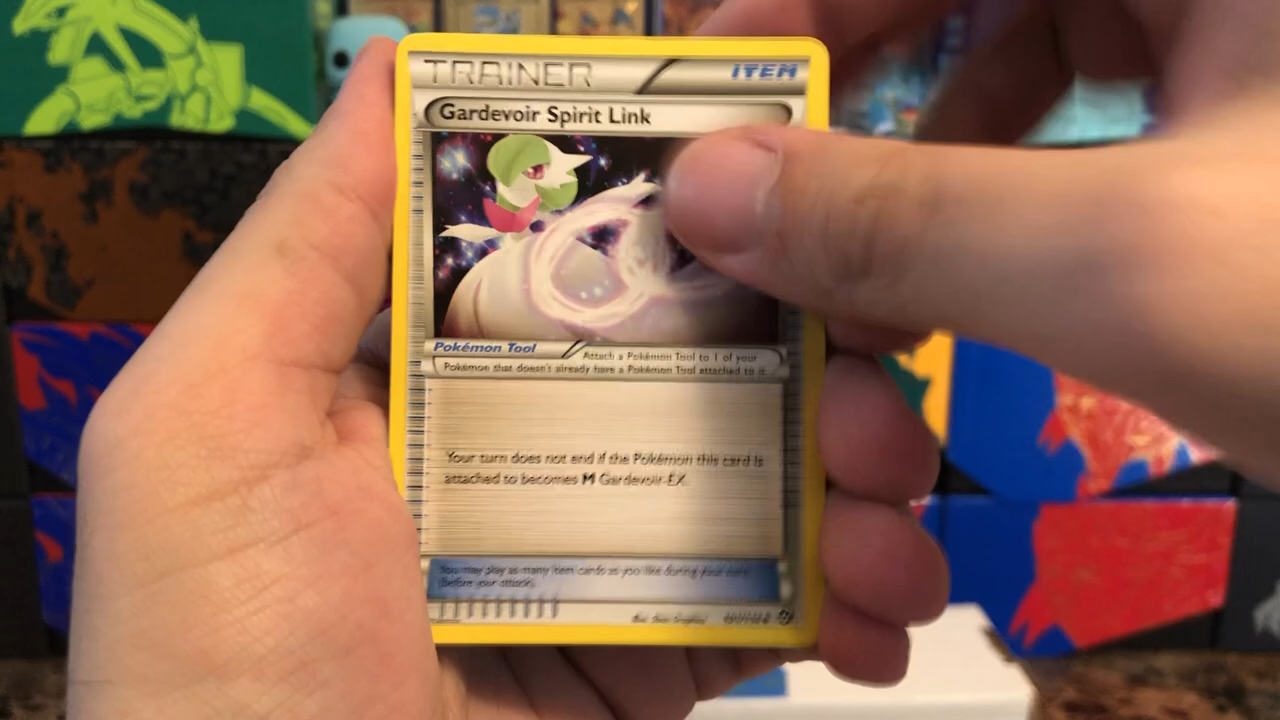 TRAINER
ITEM
Gardevoir Spirit Link
Pokémon Tool
Attach a Pokémon Tool to 1 of your
Pokémon that doesn't already have a Pokémon Tool attached to it.
Your turn does not end if the Pokémon this card is
attached to becomes M Gardevoir-EX.
You may play as many item cards as you like during your turn
(before your attack).